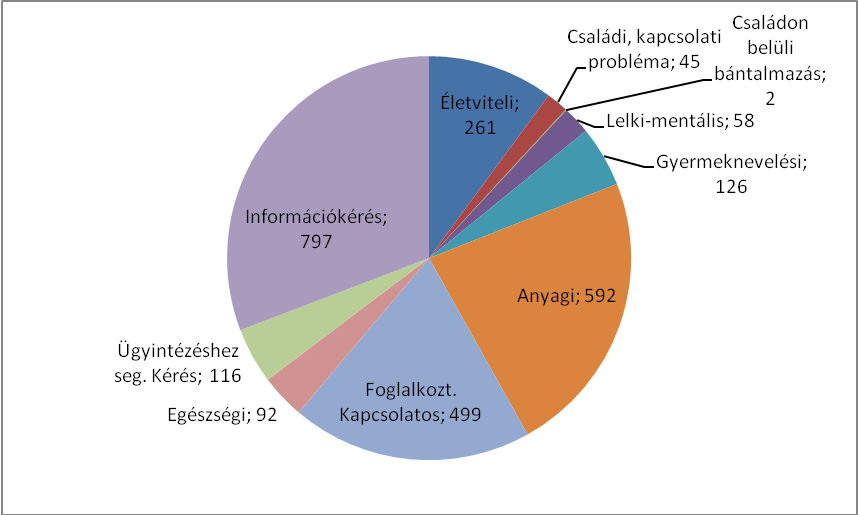 Családi, kapcsolati
probléma; 45
Családon
belüli
bántalmazás;
2
Életviteli;
261
Lelki-mentális; 58
Gyermeknevelési;
126
Anyagi; 592
Foglalkozt.
Kapcsolatos; 499
Egészségi; 92
Ügyintézéshez
seg. Kérés;  116
Információkérés;
797